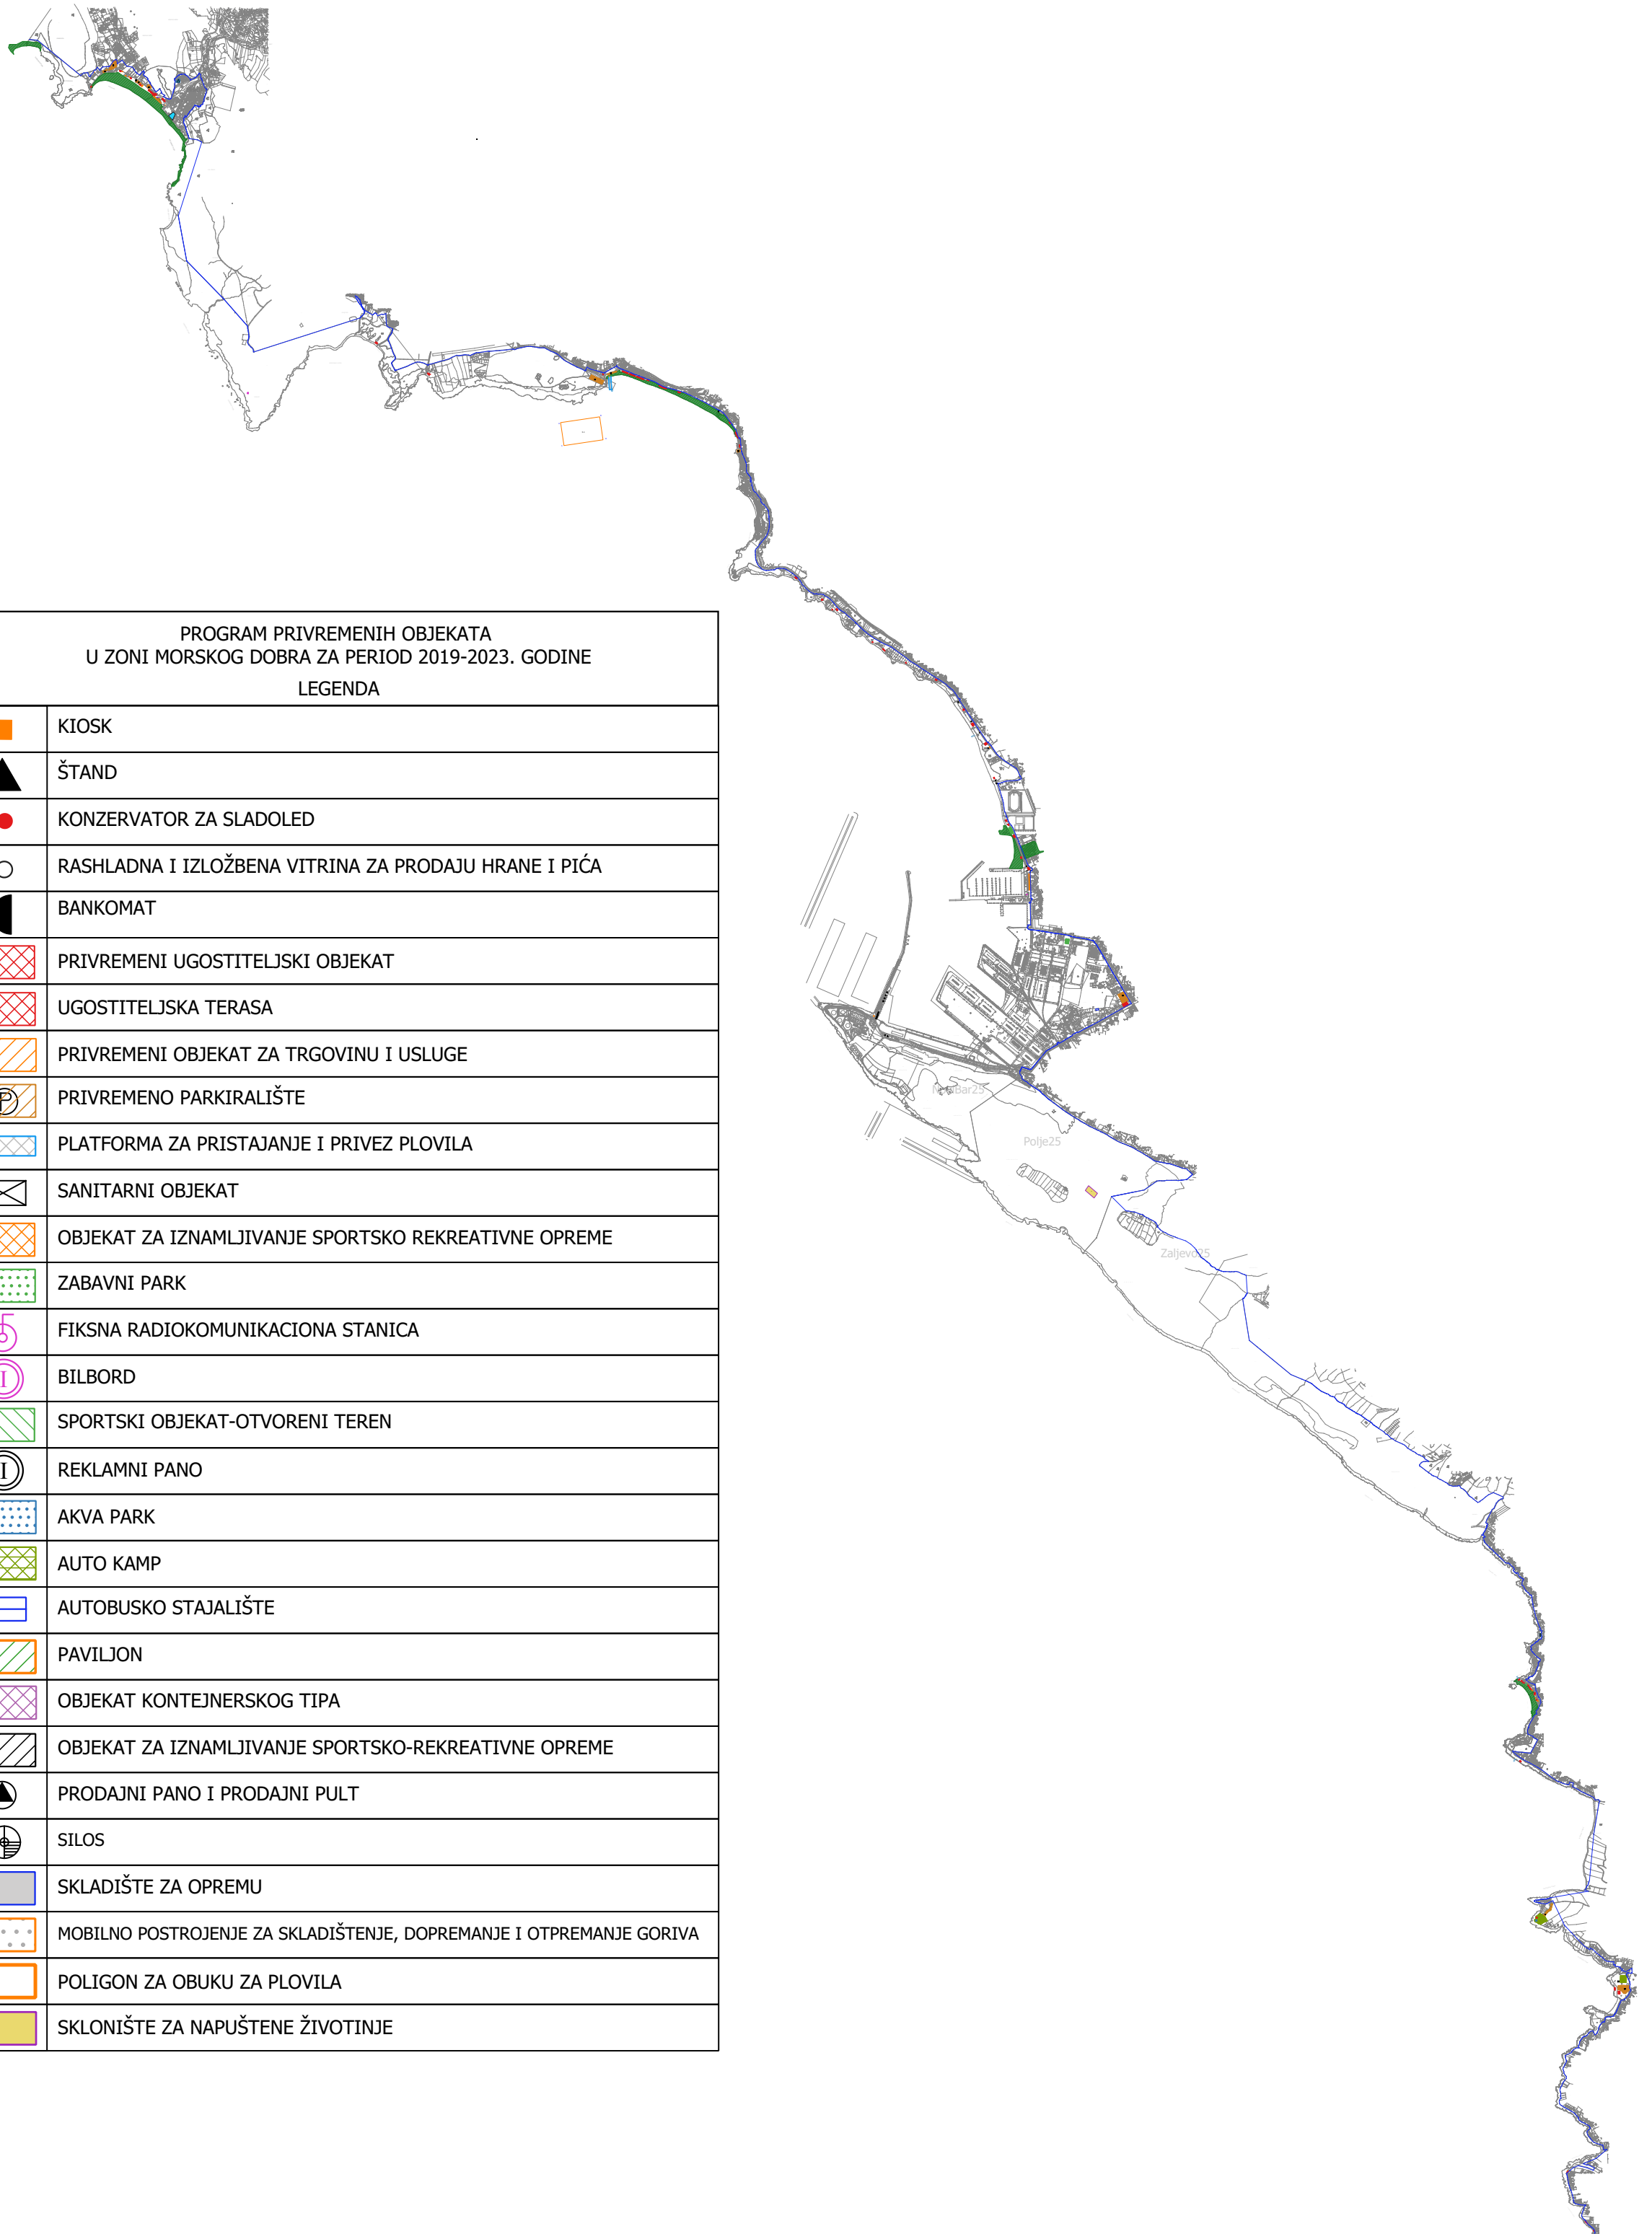 PROGRAM PRIVREMENIH OBJEKATA
U ZONI MORSKOG DOBRA ZA PERIOD 2019-2023. GODINE
LEGENDA
KIOSK
ŠTAND
KONZERVATOR ZA SLADOLED
RASHLADNA I IZLOŽBENA VITRINA ZA PRODAJU HRANE I PIĆA
BANKOMAT
PRIVREMENI UGOSTITELJSKI OBJEKAT
UGOSTITELJSKA TERASA
PRIVREMENI OBJEKAT ZA TRGOVINU I USLUGE
P PRIVREMENO PARKIRALIŠTE
PLATFORMA ZA PRISTAJANJE I PRIVEZ PLOVILA
SANITARNI OBJEKAT
OBJEKAT ZA IZNAMLJIVANJE SPORTSKO REKREATIVNE OPREME
ZABAVNI PARK
FIKSNA RADIOKOMUNIKACIONA STANICA
I BILBORD
SPORTSKI OBJEKAT-OTVORENI TEREN
I REKLAMNI PANO
AKVA PARK
AUTO KAMP
AUTOBUSKO STAJALIŠTE
PAVILJON
OBJEKAT KONTEJNERSKOG TIPA
OBJEKAT ZA IZNAMLJIVANJE SPORTSKO-REKREATIVNE OPREME
PRODAJNI PANO I PRODAJNI PULT
SILOS
SKLADIŠTE ZA OPREMU
MOBILNO POSTROJENJE ZA SKLADIŠTENJE, DOPREMANJE I OTPREMANJE GORIVA
POLIGON ZA OBUKU ZA PLOVILA
SKLONIŠTE ZA NAPUŠTENE ŽIVOTINJE
Polje25
Zaljevo25